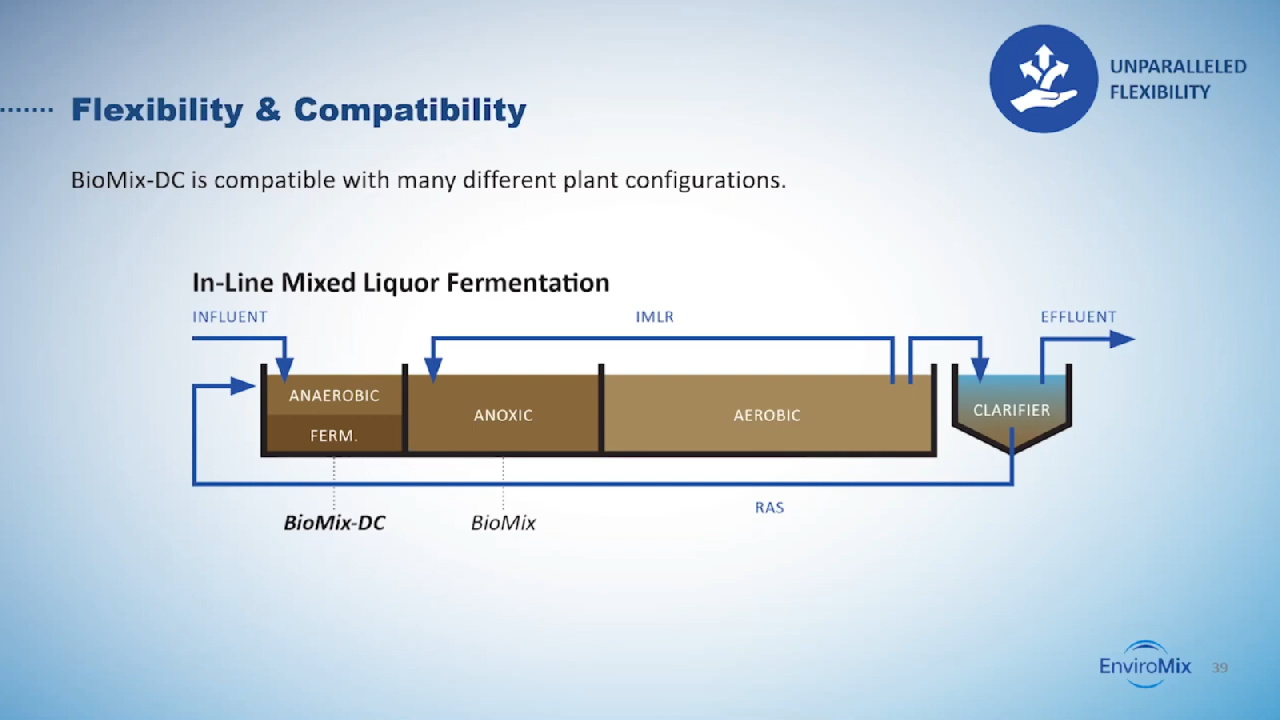 UNPARALLELED
FLEXIBILITY
Flexibility & Compatibility
BioMix-DC is compatible with many different plant configurations.
In-Line Mixed Liquor Fermentation
INFLUENT
IMLR
EFFLUENT
ANAEROBIC
FERM.
ANOXIC
AEROBIC
CLARIFIER
RAS
BioMix-DC
BioMix
EnviroMix
39